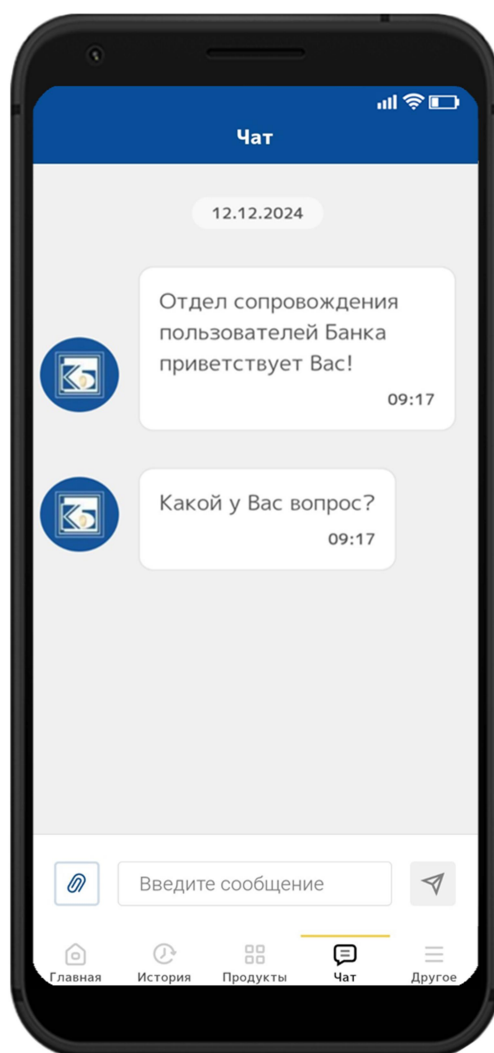 Чат
12.12.2024
Отдел сопровождения
пользователей Банка
приветствует Вас!
09:17
Какой у Вас вопрос?
09:17
Введите сообщение
Главная
История
Продукты
Чат
Другое